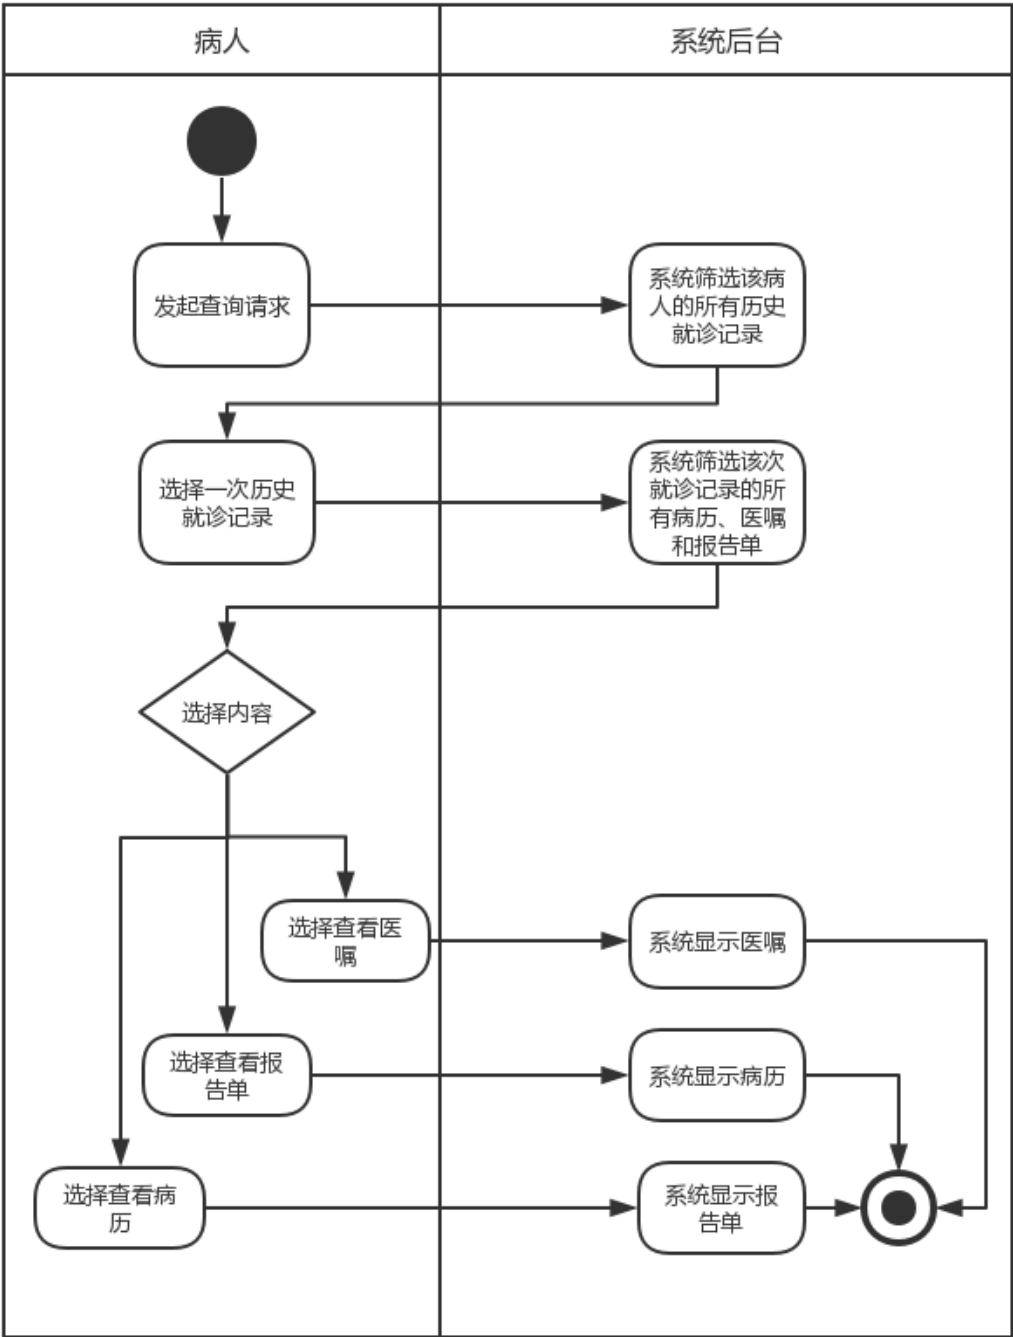 病人
系统后台
发起查询请求
系统筛选该病
人的所有历史
就诊记录
选择一次历史
就诊记录
系统筛选该次
就诊记录的所
有病历、医嘱
和报告单
选择内容
选择查看医
嘱
系统显示医嘱
选择查看报
告单
系统显示病历
选择查看病
历
系统显示报
告单